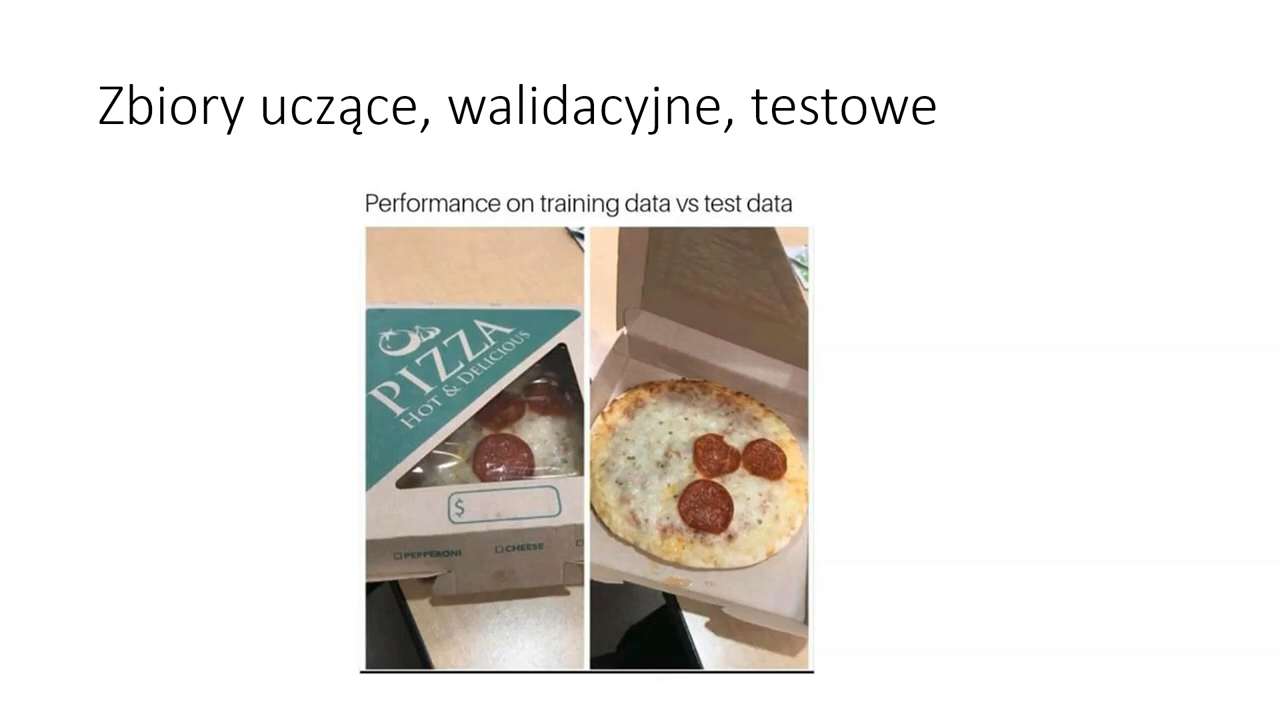 Zbiory uczące, walidacyjne, testowe
Performance on training data vs test data
PIZZA
HOT & DELICIOUS
$
PEPPERONI
CHEESE